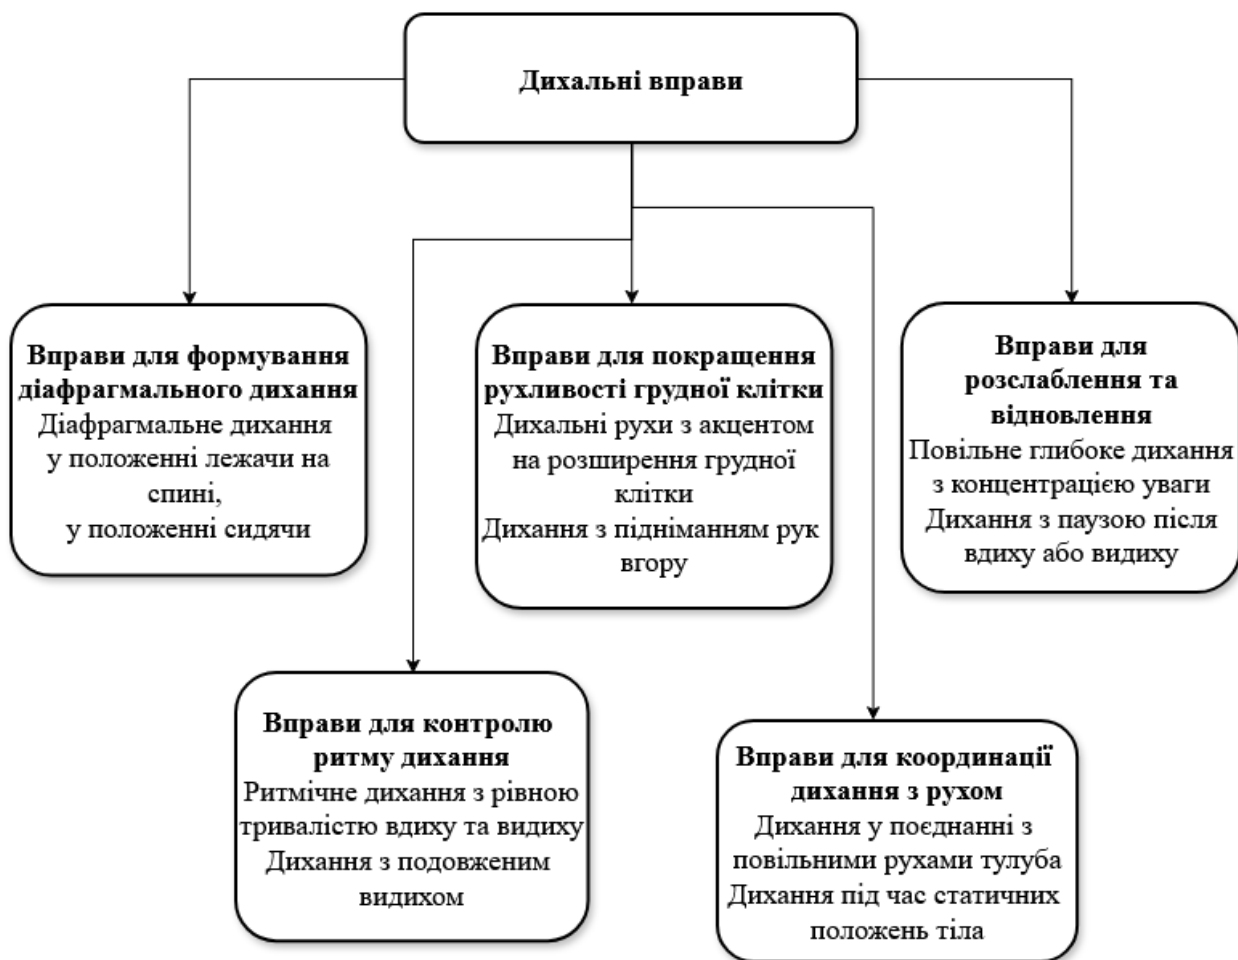 Дихальні вправи
Вправи для формування
діафрагмального дихання
Діафрагмальне дихання
у положенні лежачи на
спині,
у положенні сидячи
Вправи для покращення
рухливості грудної клітки
Дихальні рухи з акцентом
на розширення грудної
клітки
Дихання з підніманням рук
вгору
Вправи для
розслаблення та
відновлення
Повільне глибоке дихання
з концентрацією уваги
Дихання з паузою після
вдиху або видиху
Вправи для контролю
ритму дихання
Ритмічне дихання з рівною
тривалістю вдиху та видиху
Дихання з подовженим
видихом
Вправи для координації
дихання з рухом
Дихання у поєднанні з
повільними рухами тулуба
Дихання під час статичних
положень тіла